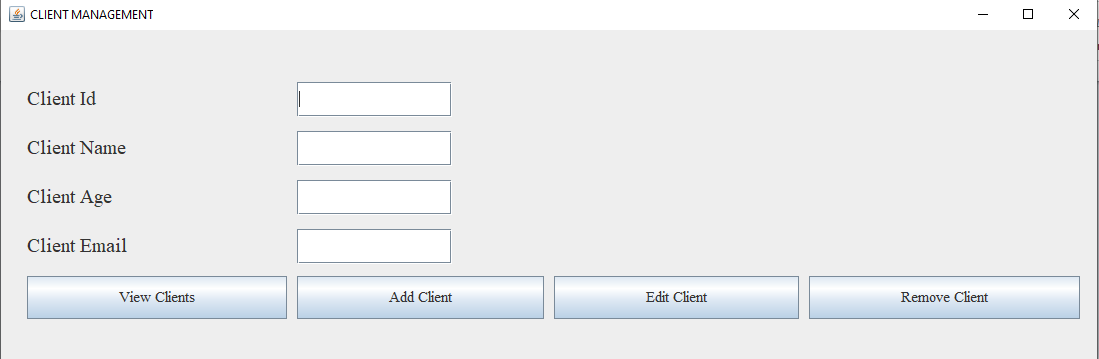 CLIENT MANAGEMENT
Client Id
Client Name
Client Age
Client Email
View Clients Add Client Edit Client Remove Client